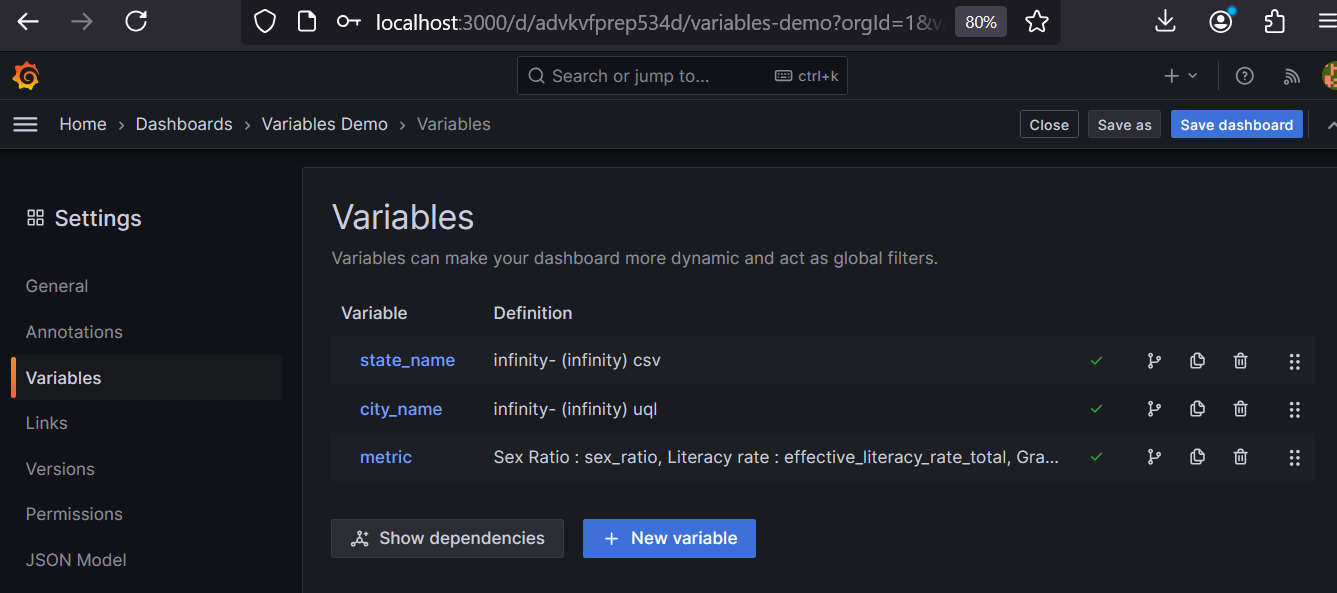 localhost:3000/d/advkvfprep534d/variables-demo?orgId=1&v 80%
Search or jump to... ctrl+k
Home › Dashboards › Variables Demo › Variables Close Save as Save dashboard
Settings
General
Annotations
Variables
Links
Versions
Permissions
JSON Model
Variables
Variables can make your dashboard more dynamic and act as global filters.
Variable Definition
state_name infinity- (infinity) csv
city_name infinity- (infinity) uql
metric Sex Ratio : sex_ratio, Literacy rate : effective_literacy_rate_total, Gra...
Show dependencies + New variable